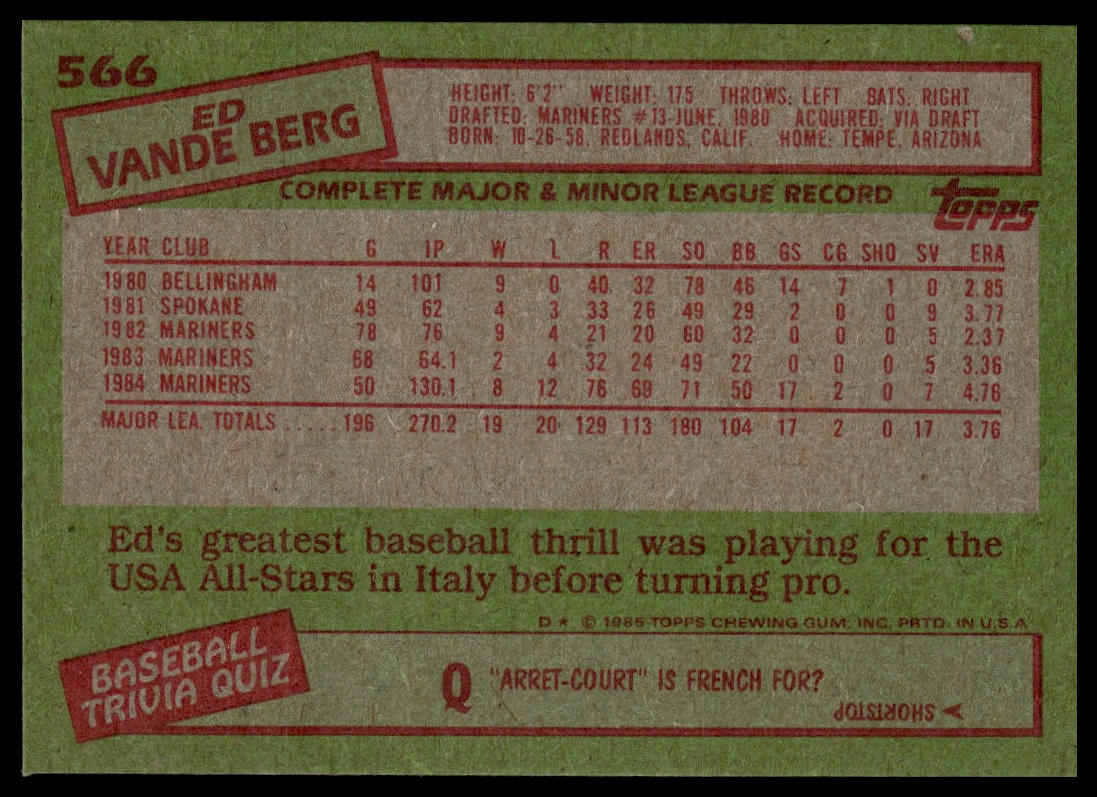 566
ED
VANDE BERG
HEIGHT: 6'2" WEIGHT: 175 THROWS: LEFT BATS: RIGHT
DRAFTED: MARINERS #13-JUNE, 1980 ACQUIRED: VIA DRAFT
BORN: 10-26-58, REDLANDS, CALIF. HOME: TEMPE, ARIZONA
COMPLETE MAJOR & MINOR LEAGUE RECORD
topps
YEAR CLUB G IP W L R ER SO BB GS CG SHO SV ERA
1980 BELLINGHAM 14 101 9 0 40 32 78 46 14 7 1 0 2.85
1981 SPOKANE 49 62 4 3 33 26 49 29 2 0 0 9 3.77
1982 MARINERS 78 76 9 4 21 20 60 32 0 0 0 5 2.37
1983 MARINERS 68 64.1 2 4 32 24 49 22 0 0 0 5 3.36
1984 MARINERS 50 130.1 8 12 76 69 71 50 17 2 0 7 4.76
MAJOR LEA. TOTALS ..... 196 270.2 19 20 129 113 180 104 17 2 0 17 3.76
Ed's greatest baseball thrill was playing for the
USA All-Stars in Italy before turning pro.
D★ © 1985 TOPPS CHEWING GUM, INC. PRTD. IN U.S.A.
BASEBALL
TRIVIA QUIZ
Q "ARRET-COURT" IS FRENCH FOR?
SHORTSTOP